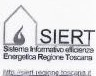 SIERT
Sistema Informativo efficienza
Energetica Regione Toscana
http://siert.regione.toscana.it